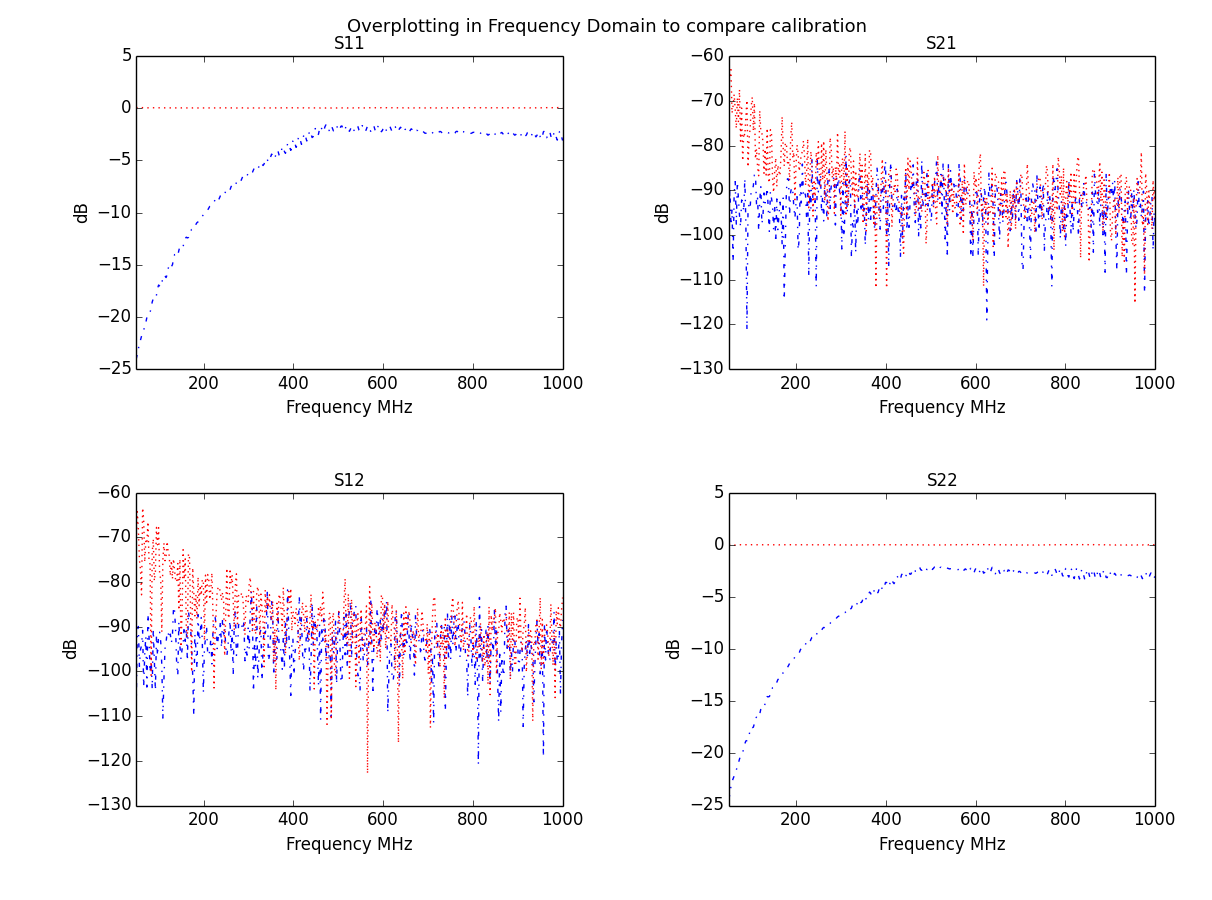 Overplotting in Frequency Domain to compare calibration
S11
5
0
−5
−10
−15
−20
−25
dB
200 400 600 800 1000
Frequency MHz
S21
−60
−70
−80
−90
−100
−110
−120
−130
dB
200 400 600 800 1000
Frequency MHz
S12
−60
−70
−80
−90
−100
−110
−120
−130
dB
200 400 600 800 1000
Frequency MHz
S22
5
0
−5
−10
−15
−20
−25
dB
200 400 600 800 1000
Frequency MHz